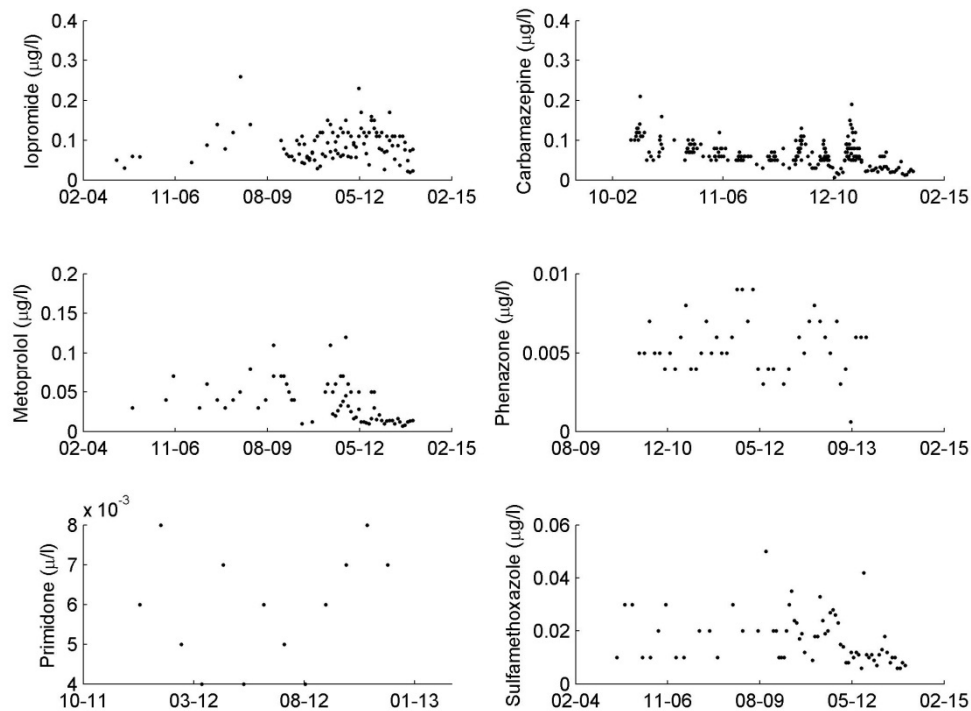 Iopromide (µg/l)
0.4
0.3
0.2
0.1
0
02-04 11-06 08-09 05-12 02-15
Carbamazepine (µg/l)
0.4
0.3
0.2
0.1
0
10-02 11-06 12-10 02-15
Metoprolol (µg/l)
0.2
0.15
0.1
0.05
0
02-04 11-06 08-09 05-12 02-15
Phenazone (µg/l)
0.01
0.005
0
08-09 12-10 05-12 09-13 02-15
Primidone (µ/l)
x 10-3
8
7
6
5
4
10-11 03-12 08-12 01-13
Sulfamethoxazole (µg/l)
0.06
0.04
0.02
0
02-04 11-06 08-09 05-12 02-15